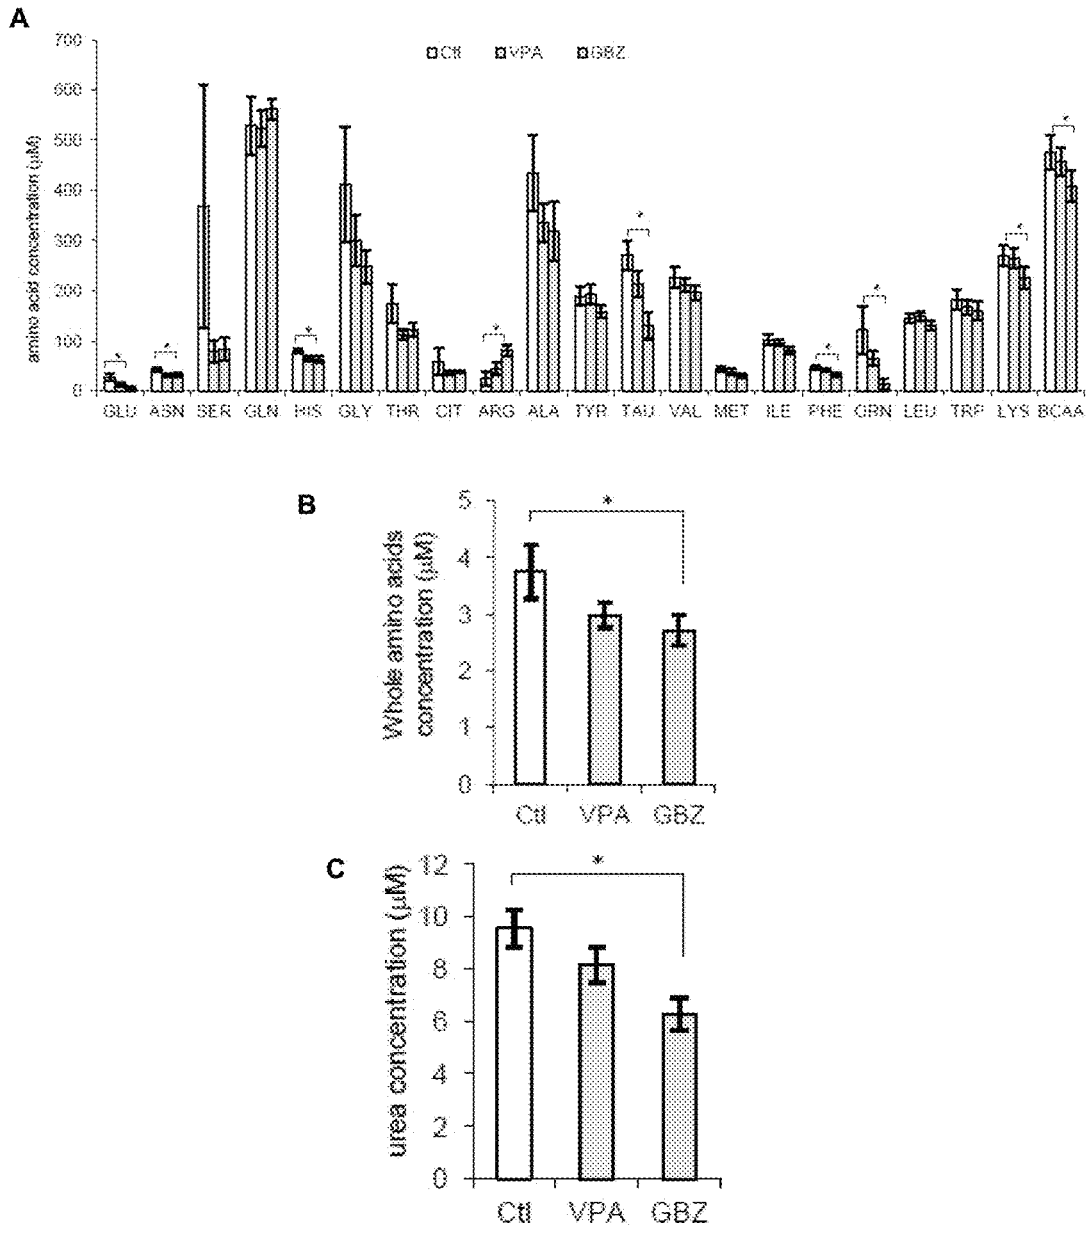 A
700
600
500
400
300
200
100
0
amino acid concentration (µM)
Ctl VPA GBZ
* * * * * * * * *
GLU ASN SER GLN HIS GLY THR CIT ARG ALA TYR TAU VAL MET ILE PHE ORN LEU TRP LYS BCAA
B
Whole amino acids
concentration (µM)
5
4
3
2
1
0
*
Ctl VPA GBZ
C
urea concentration (µM)
12
10
8
6
4
2
0
*
Ctl VPA GBZ